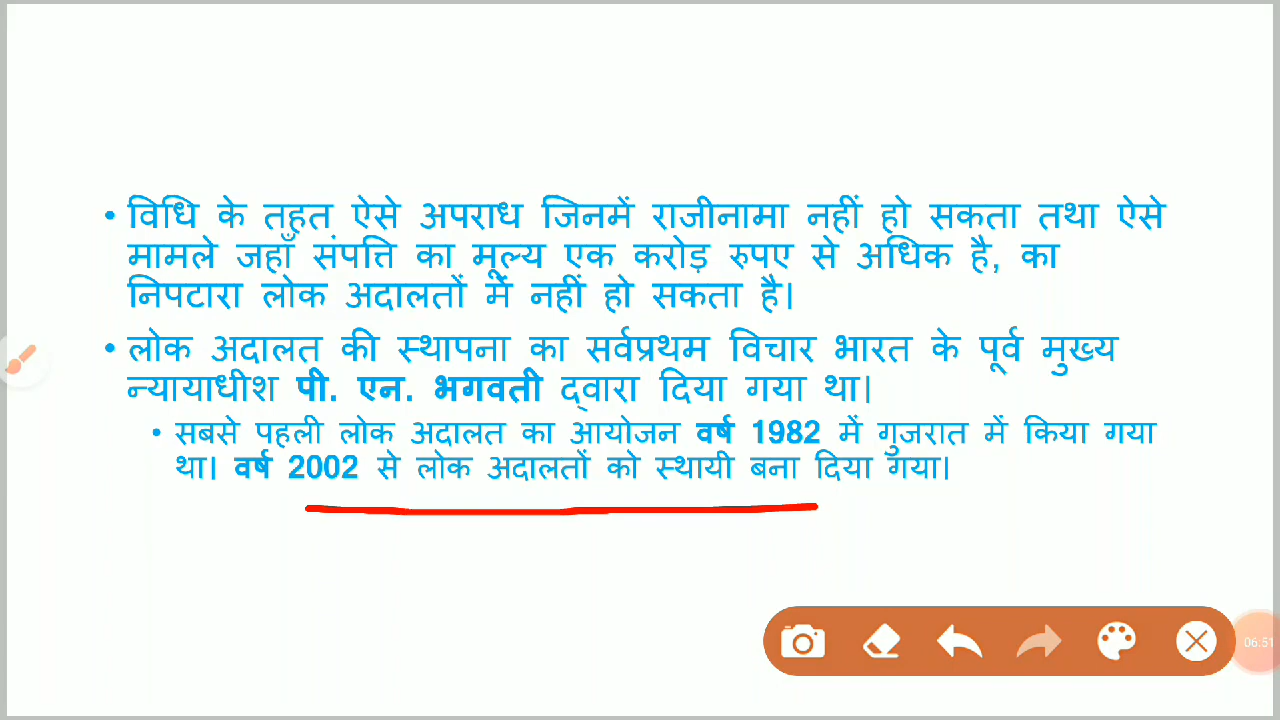 • विधि के तहत ऐसे अपराध जिनमें राजीनामा नहीं हो सकता तथा ऐसे
मामले जहाँ संपत्ति का मूल्य एक करोड़ रुपए से अधिक है, का
निपटारा लोक अदालतों में नहीं हो सकता है।
• लोक अदालत की स्थापना का सर्वप्रथम विचार भारत के पूर्व मुख्य
न्यायाधीश पी. एन. भगवती द्वारा दिया गया था।
• सबसे पहली लोक अदालत का आयोजन वर्ष 1982 में गुजरात में किया गया
था। वर्ष 2002 से लोक अदालतों को स्थायी बना दिया गया।
06:51